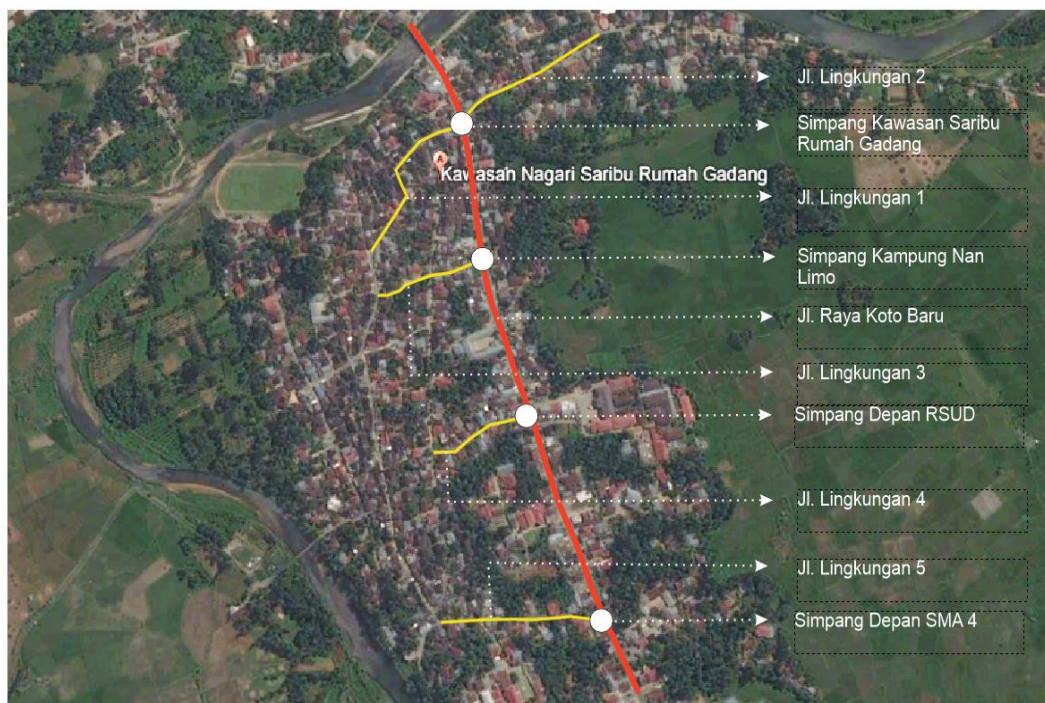 Jl. Lingkungan 2
Simpang Kawasan Saribu
Rumah Gadang
A
Kawasan Nagari Saribu Rumah Gadang
Jl. Lingkungan 1
Simpang Kampung Nan
Limo
Jl. Raya Koto Baru
Jl. Lingkungan 3
Simpang Depan RSUD
Jl. Lingkungan 4
Jl. Lingkungan 5
Simpang Depan SMA 4